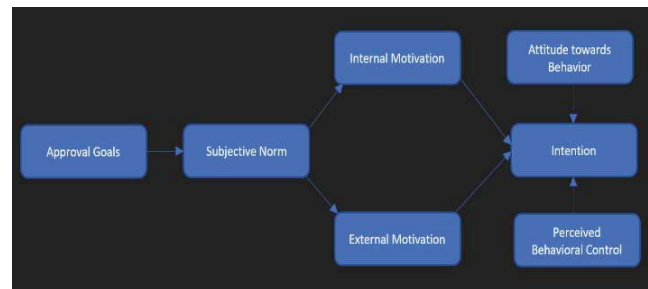 Internal Motivation
Attitude towards
Behavior
Approval Goals
Subjective Norm
Intention
External Motivation
Perceived
Behavioral Control